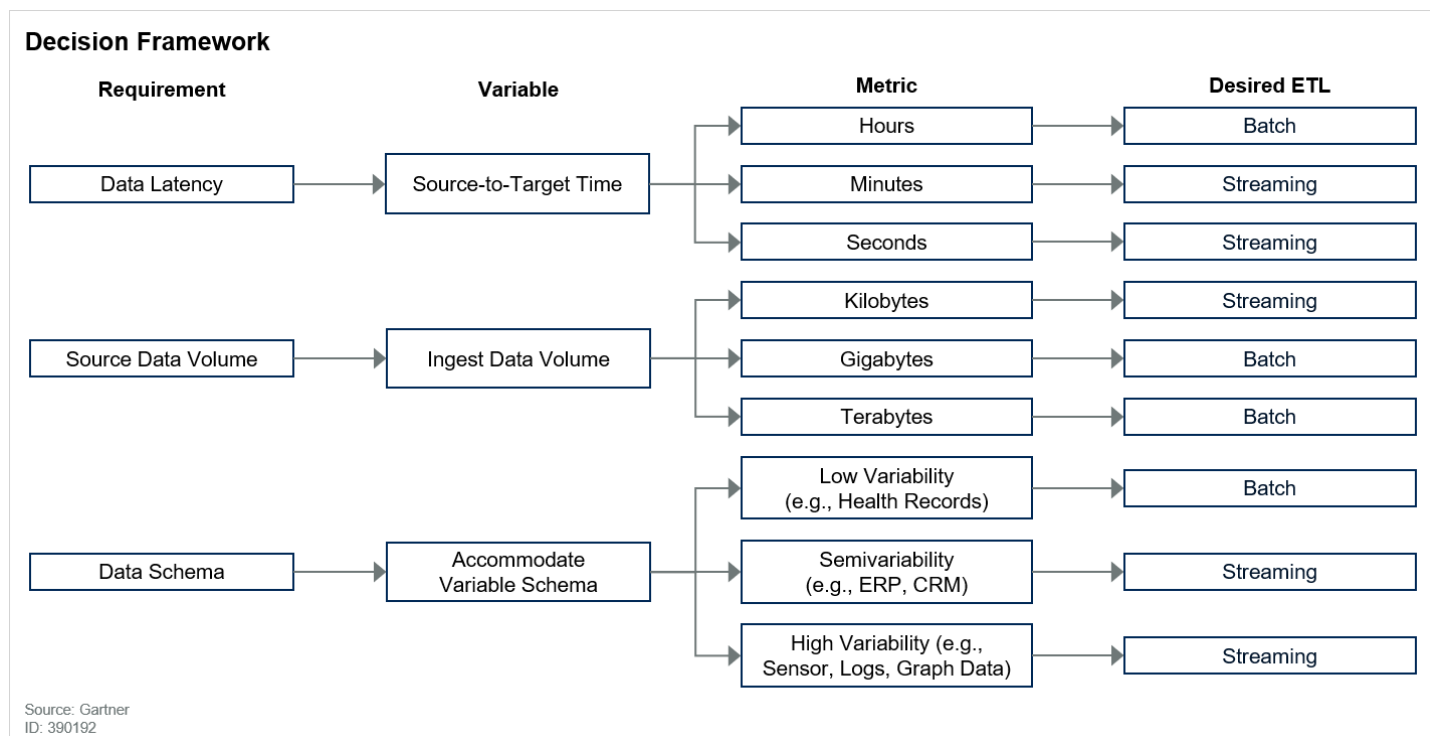 Decision Framework
Requirement
Variable
Metric
Desired ETL
Data Latency
Source-to-Target Time
Hours
Batch
Minutes
Streaming
Seconds
Streaming
Source Data Volume
Ingest Data Volume
Kilobytes
Streaming
Gigabytes
Batch
Terabytes
Batch
Data Schema
Accommodate
Variable Schema
Low Variability
(e.g., Health Records)
Batch
Semivariability
(e.g., ERP, CRM)
Streaming
High Variability (e.g.,
Sensor, Logs, Graph Data)
Streaming
Source: Gartner
ID: 390192